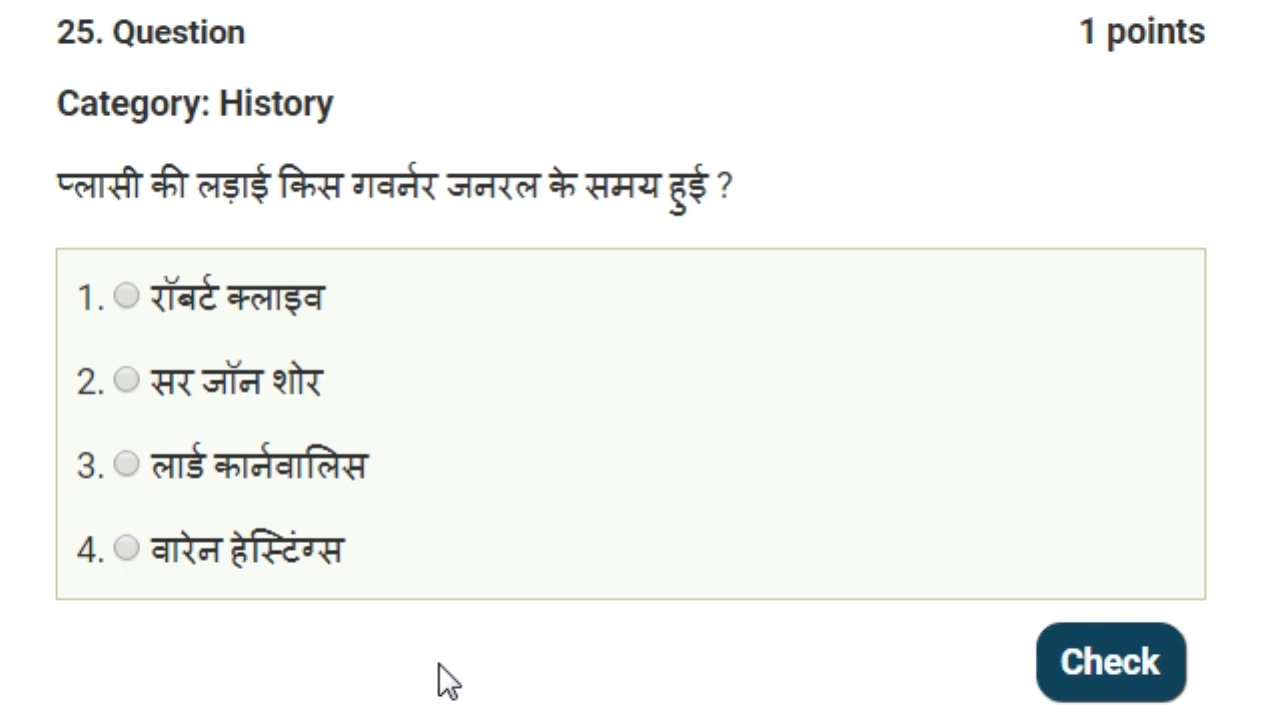 25. Question 1 points
Category: History
प्लासी की लड़ाई किस गवर्नर जनरल के समय हुई ?
1. रॉबर्ट क्लाइव
2. सर जॉन शोर
3. लार्ड कार्नवालिस
4. वारेन हेस्टिंग्स
Check